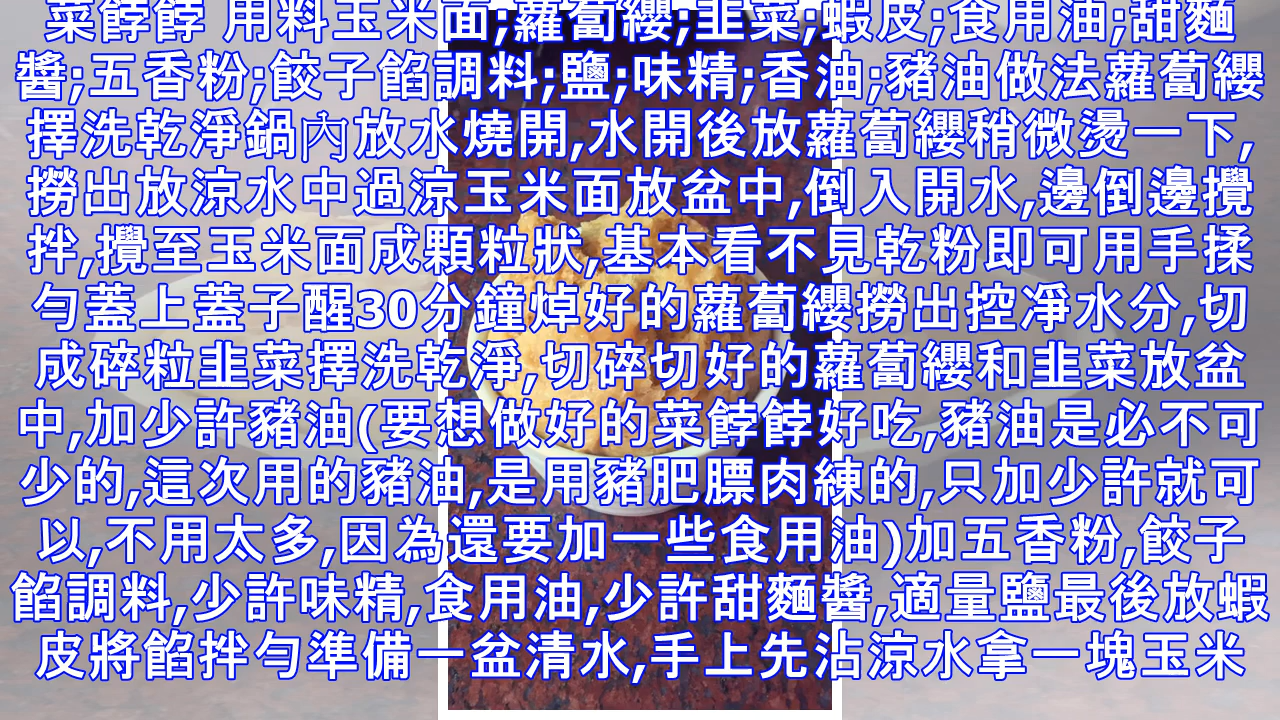 菜餑餑 用料玉米面;蘿蔔纓;韭菜;蝦皮;食用油;甜麵
醬;五香粉;餃子餡調料;鹽;味精;香油;豬油做法蘿蔔纓
擇洗乾淨鍋內放水燒開,水開後放蘿蔔纓稍微燙一下,
撈出放涼水中過涼玉米面放盆中,倒入開水,邊倒邊攪
拌,攪至玉米面成顆粒狀,基本看不見乾粉即可用手揉
勻蓋上蓋子醒30分鐘焯好的蘿蔔纓撈出控凈水分,切
成碎粒韭菜擇洗乾淨,切碎切好的蘿蔔纓和韭菜放盆
中,加少許豬油(要想做好的菜餑餑好吃,豬油是必不可
少的,這次用的豬油,是用豬肥膘肉練的,只加少許就可
以,不用太多,因為還要加一些食用油)加五香粉,餃子
餡調料,少許味精,食用油,少許甜麵醬,適量鹽最後放蝦
皮將餡拌勻準備一盆清水,手上先沾涼水拿一塊玉米